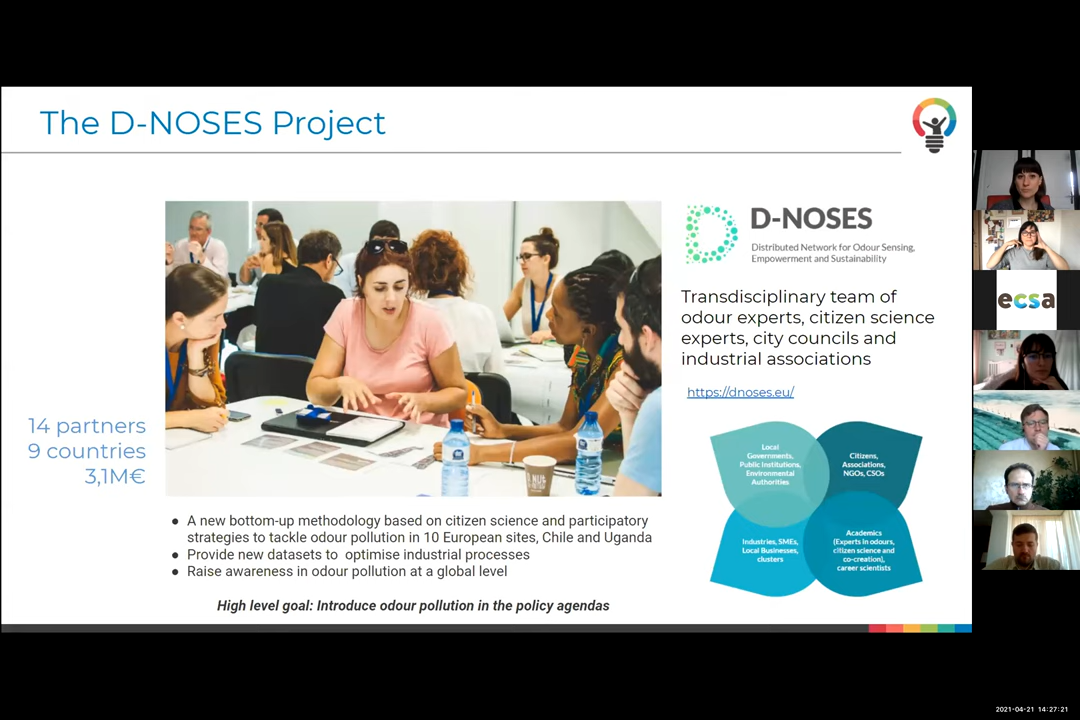 The D-NOSES Project
D-NOSES
Distributed Network for Odour Sensing,
Empowerment and Sustainability
Transdisciplinary team of
odour experts, citizen science
experts, city councils and
industrial associations
https://dnoses.eu/
14 partners
9 countries
3,1M€
Local
Governments,
Public Institutions,
Environmental
Authorities
Citizens,
Associations,
NGOs, CSOs
Industries, SMEs,
Local Businesses,
clusters
Academics
(Experts in odours,
citizen science and
co-creation),
career scientists
● A new bottom-up methodology based on citizen science and participatory
strategies to tackle odour pollution in 10 European sites, Chile and Uganda
● Provide new datasets to optimise industrial processes
● Raise awareness in odour pollution at a global level
High level goal: Introduce odour pollution in the policy agendas
ecsa
2021-04-21 14:27:21